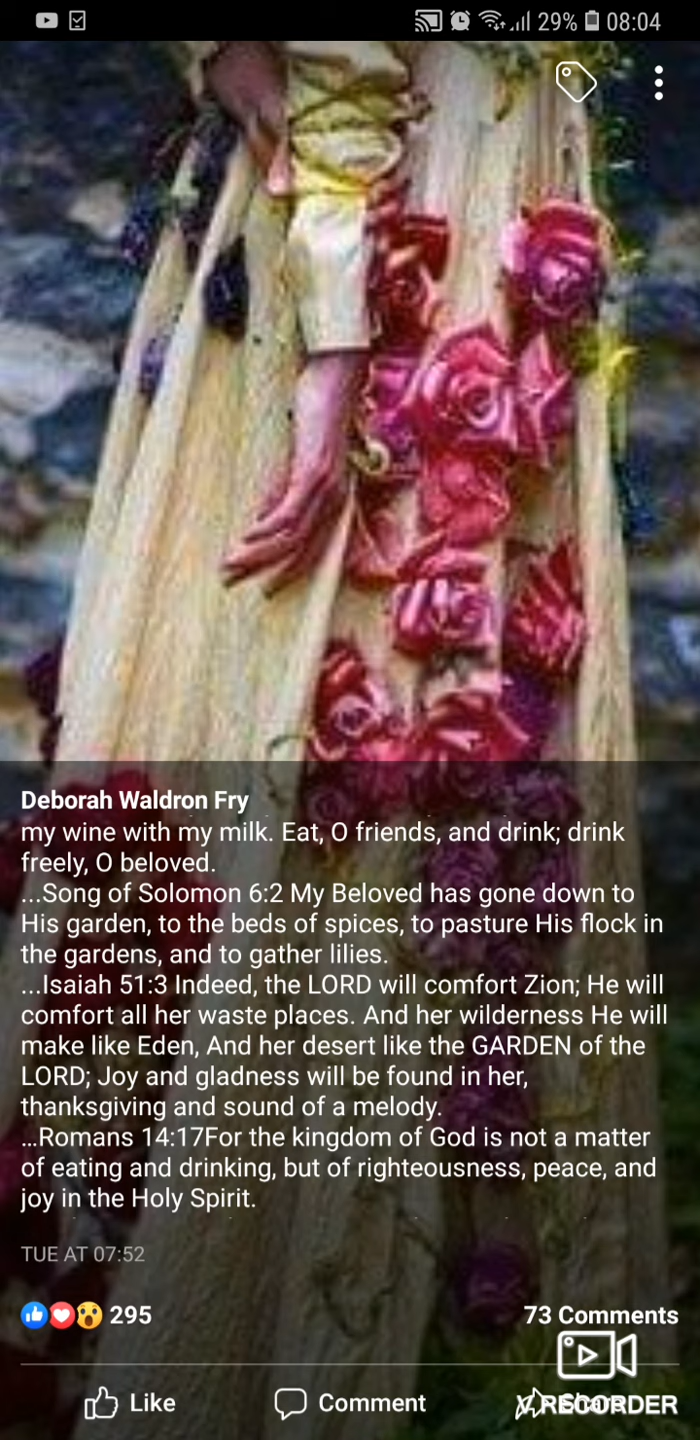 29% 08:04
Deborah Waldron Fry
my wine with my milk. Eat, O friends, and drink; drink
freely, O beloved.
...Song of Solomon 6:2 My Beloved has gone down to
His garden, to the beds of spices, to pasture His flock in
the gardens, and to gather lilies.
...Isaiah 51:3 Indeed, the LORD will comfort Zion; He will
comfort all her waste places. And her wilderness He will
make like Eden, And her desert like the GARDEN of the
LORD; Joy and gladness will be found in her,
thanksgiving and sound of a melody.
...Romans 14:17For the kingdom of God is not a matter
of eating and drinking, but of righteousness, peace, and
joy in the Holy Spirit.
TUE AT 07:52
295 73 Comments
Like Comment Share
V RECORDER